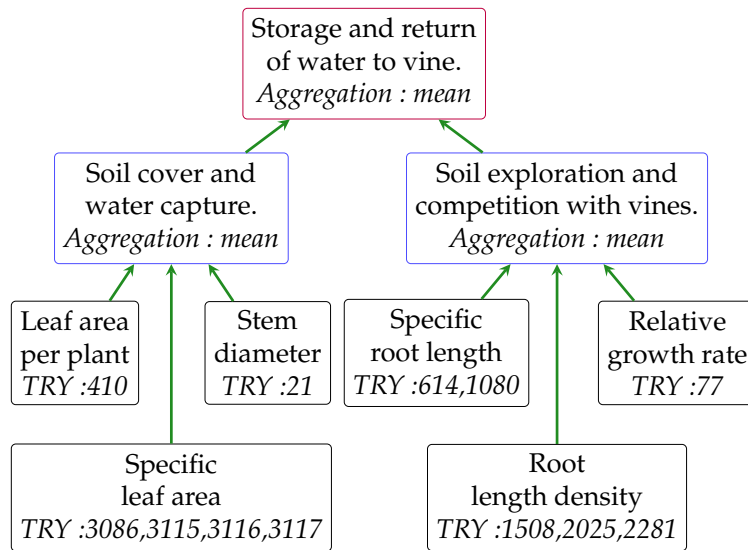 Storage and return
of water to vine.
Aggregation : mean
Soil cover and
water capture.
Aggregation : mean
Soil exploration and
competition with vines.
Aggregation : mean
Leaf area
per plant
TRY :410
Stem
diameter
TRY :21
Specific
root length
TRY :614,1080
Relative
growth rate
TRY :77
Specific
leaf area
TRY :3086,3115,3116,3117
Root
length density
TRY :1508,2025,2281